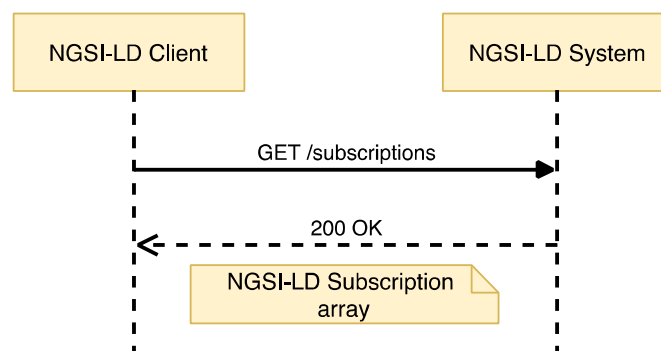 NGSI-LD Client
NGSI-LD System
GET /subscriptions
200 OK
NGSI-LD Subscription
array